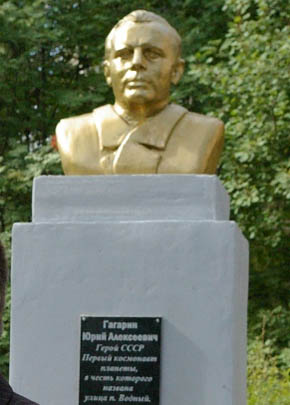 Гагарин
Юрий Алексеевич
Герой СССР
Первый космонавт
планеты,
в честь которого
названа
улица п. Водный.